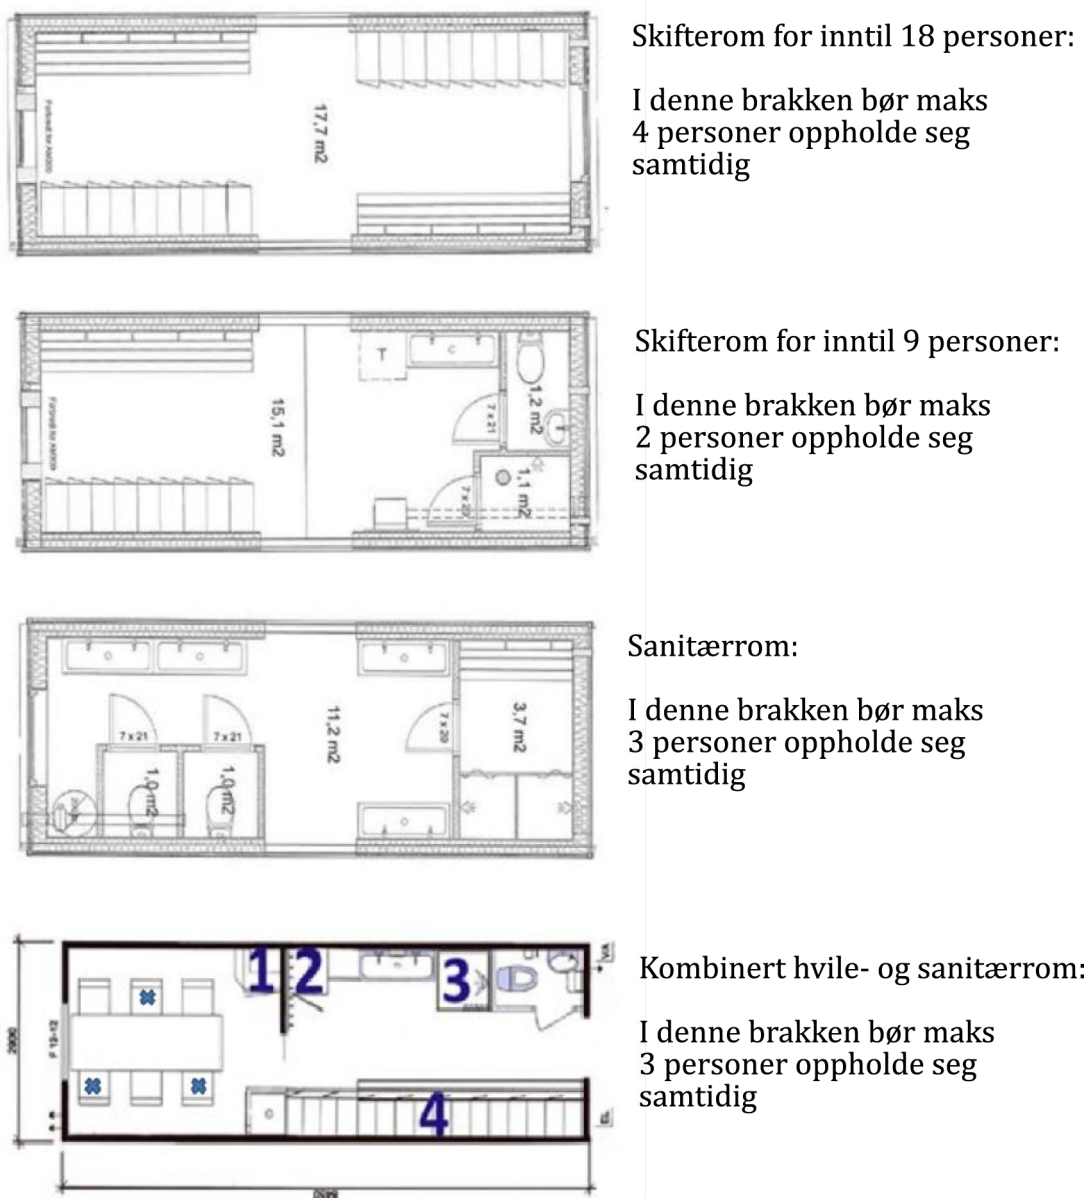 Skifterom for inntil 18 personer:
I denne brakken bør maks
4 personer oppholde seg
samtidig
17,7 m2
Skifterom for inntil 9 personer:
I denne brakken bør maks
2 personer oppholde seg
samtidig
15,1 m2
T
C
7 x 21
1,2 m2
T
1,1 m2
Sanitærrom:
I denne brakken bør maks
3 personer oppholde seg
samtidig
7 x 21
7 x 21
11,2 m2
7 x 20
3,7 m2
1,0 m2
1,0 m2
Kombinert hvile- og sanitærrom:
I denne brakken bør maks
3 personer oppholde seg
samtidig
1
2
3
4
VA
EL